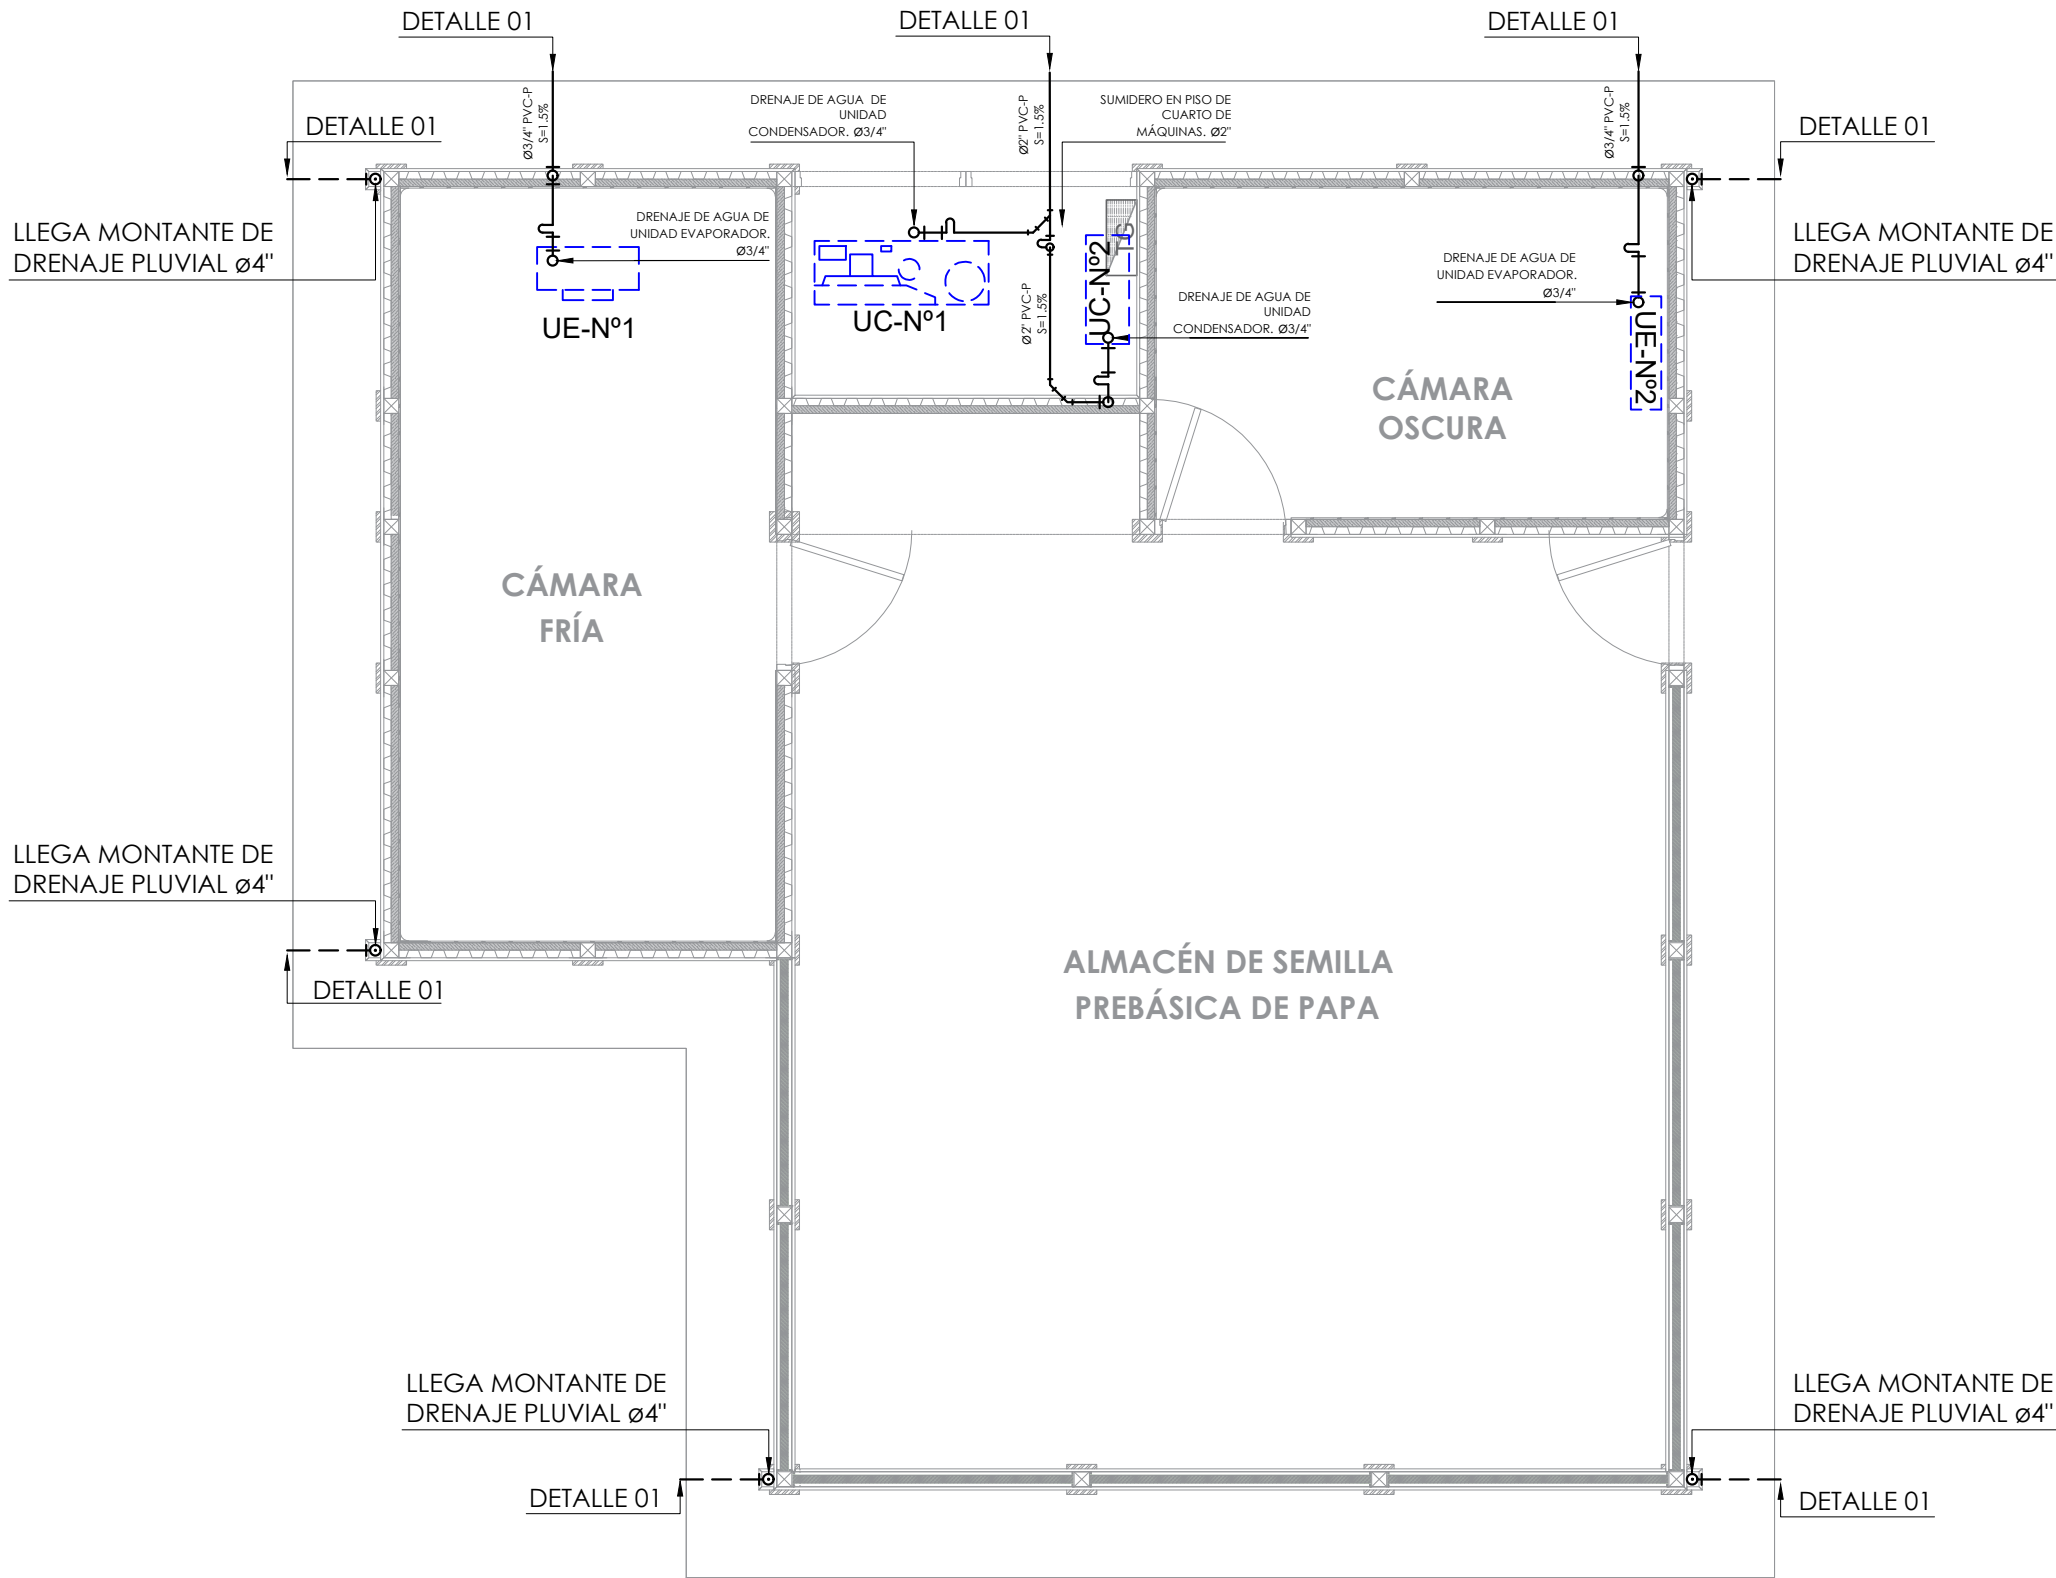 DETALLE 01
DETALLE 01
DETALLE 01
Ø3/4" PVC-P
S=1.5%
DRENAJE DE AGUA DE
UNIDAD
CONDENSADOR. Ø3/4"
Ø2" PVC-P
S=1.5%
SUMIDERO EN PISO DE
CUARTO DE
MÁQUINAS. Ø2"
Ø3/4" PVC-P
S=1.5%
DETALLE 01
DETALLE 01
LLEGA MONTANTE DE
DRENAJE PLUVIAL ø4"
DRENAJE DE AGUA DE
UNIDAD EVAPORADOR.
Ø3/4"
UE-Nº1
UC-Nº1
Ø2" PVC-P
S=1.5%
TG
UC-Nº2
DRENAJE DE AGUA DE
UNIDAD
CONDENSADOR. Ø3/4"
DRENAJE DE AGUA DE
UNIDAD EVAPORADOR.
Ø3/4"
UE-Nº2
LLEGA MONTANTE DE
DRENAJE PLUVIAL ø4"
CÁMARA
OSCURA
CÁMARA
FRÍA
LLEGA MONTANTE DE
DRENAJE PLUVIAL ø4"
DETALLE 01
ALMACÉN DE SEMILLA
PREBÁSICA DE PAPA
LLEGA MONTANTE DE
DRENAJE PLUVIAL ø4"
DETALLE 01
LLEGA MONTANTE DE
DRENAJE PLUVIAL ø4"
DETALLE 01